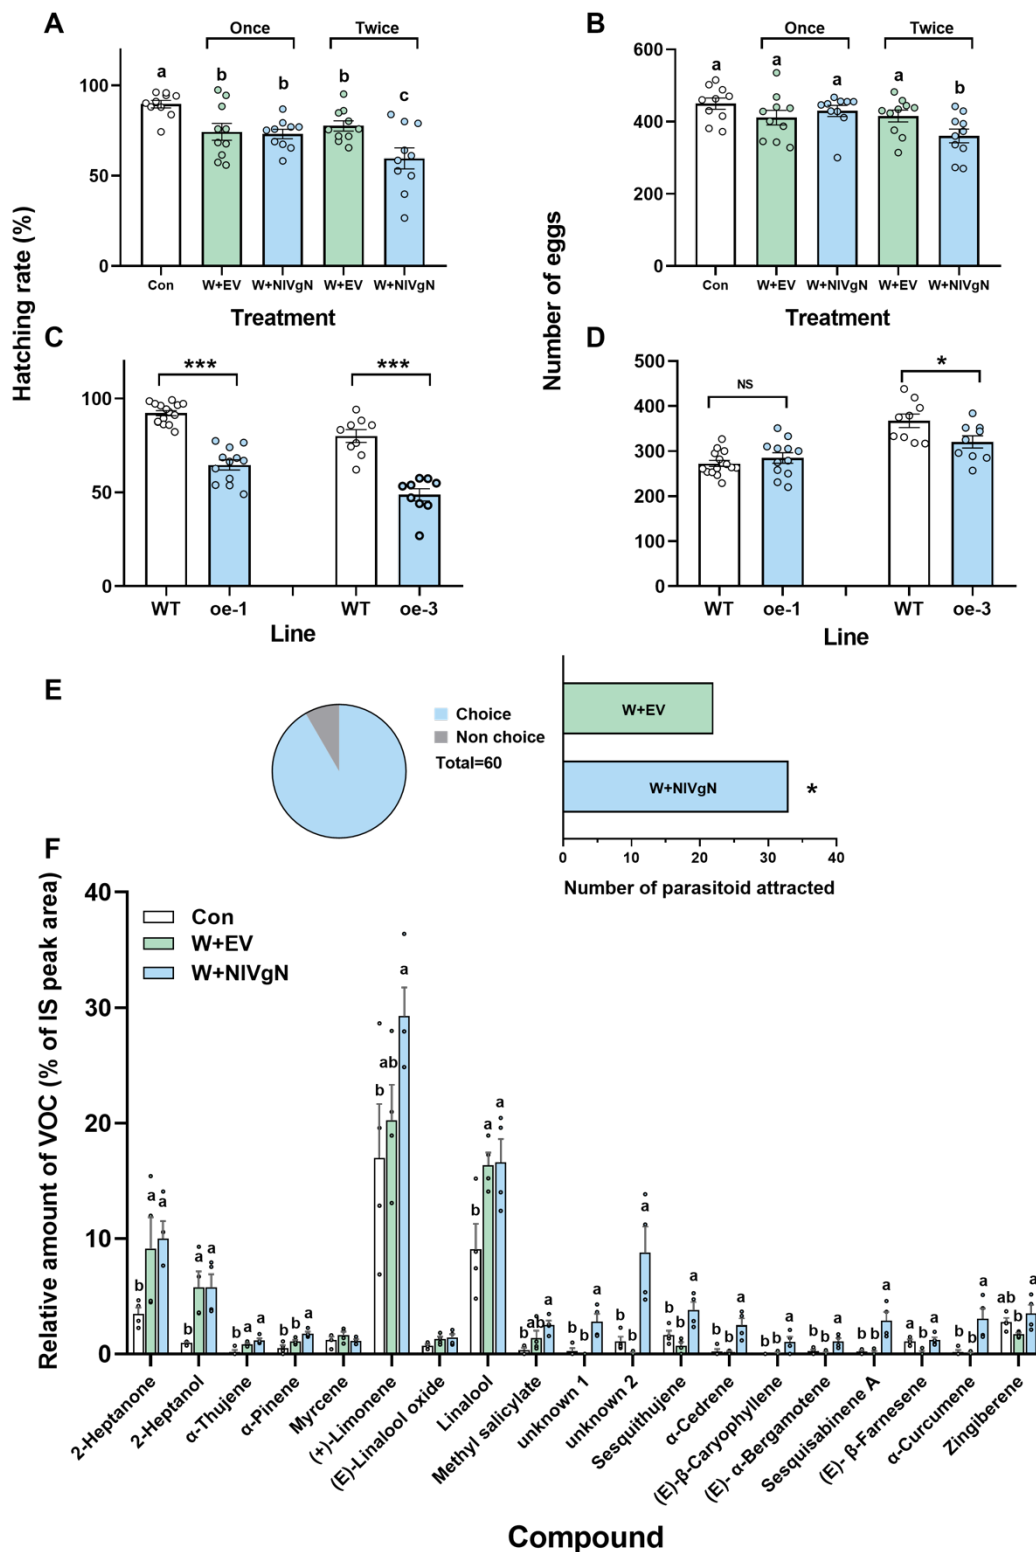 A
Once
Twice
Hatching rate (%)
100
50
0
a
b
b
b
c
Con
W+EV
W+NlVgN
W+EV
W+NlVgN
Treatment
B
Once
Twice
Number of eggs
600
400
200
0
a
a
a
a
b
Con
W+EV
W+NlVgN
W+EV
W+NlVgN
Treatment
C
***
***
100
50
0
WT
oe-1
WT
oe-3
Line
D
NS
*
500
400
300
200
100
0
WT
oe-1
WT
oe-3
Line
E
Choice
Non choice
Total=60
W+EV
W+NlVgN
*
0
10
20
30
40
Number of parasitoid attracted
F
Relative amount of VOC (% of IS peak area)
40
30
20
10
0
Con
W+EV
W+NlVgN
b a a
b a a
b a a
b b a
b ab a
b a a
b ab a
b b a
b b a
b b a
b b a
b b a
b b a
b b a
a b a
b b a
ab b a
2-Heptanone
2-Heptanol
α-Thujene
α-Pinene
Myrcene
(+)-Limonene
(E)-Linalool oxide
Linalool
Methyl salicylate
unknown 1
unknown 2
Sesquithujene
α-Cedrene
(E)-β-Caryophyllene
(E)- α-Bergamotene
Sesquisabinene A
(E)- β-Farnesene
α-Curcumene
Zingiberene
Compound